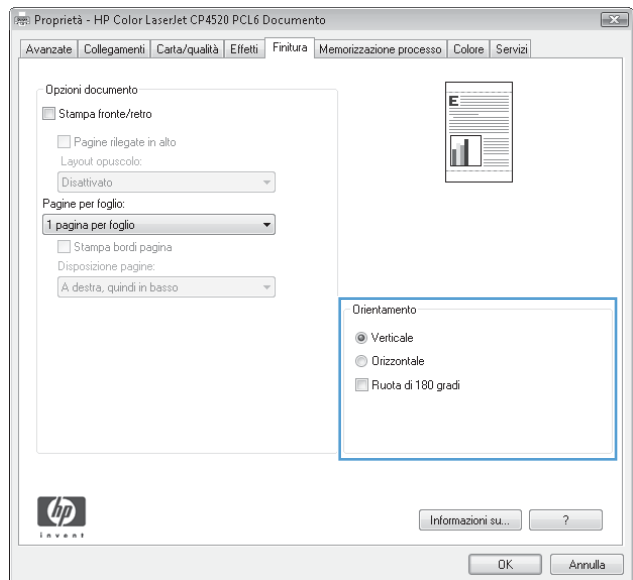 Proprietà - HP Color LaserJet CP4520 PCL6 Documento
Avanzate Collegamenti Carta/qualità Effetti Finitura Memorizzazione processo Colore Servizi
Opzioni documento
Stampa fronte/retro
Pagine rilegate in alto
Layout opuscolo:
Disattivato
Pagine per foglio:
1 pagina per foglio
Stampa bordi pagina
Disposizione pagine:
A destra, quindi in basso
E
Orientamento
Verticale
Orizzontale
Ruota di 180 gradi
hp
invent
Informazioni su... ?
OK Annulla